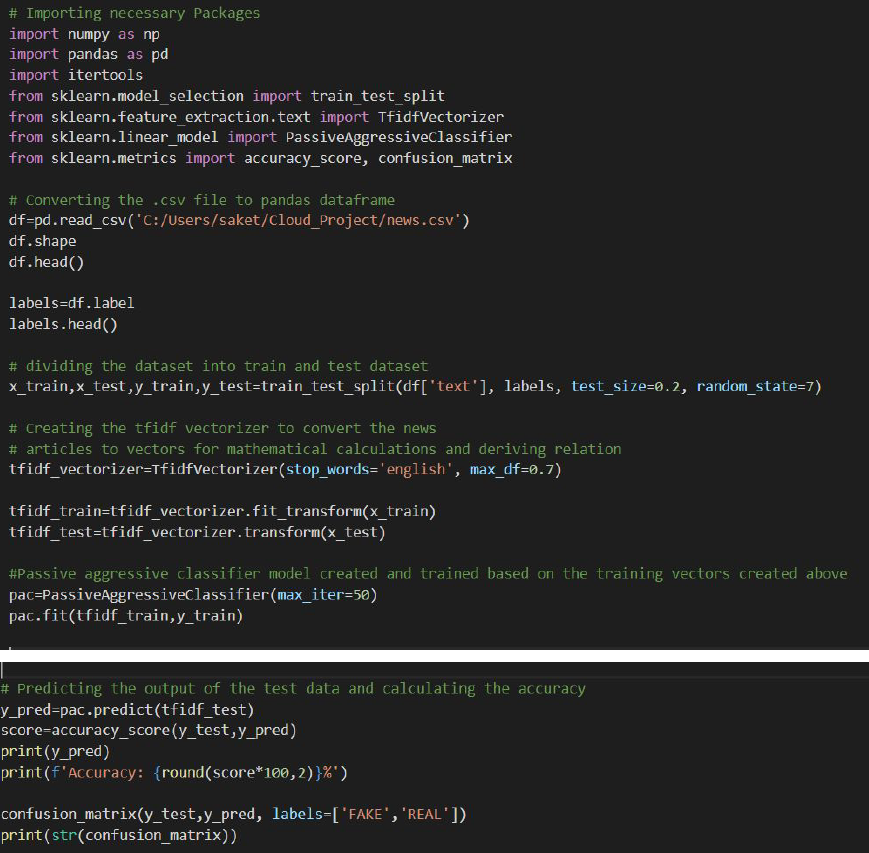 # Importing necessary Packages
import numpy as np
import pandas as pd
import itertools
from sklearn.model_selection import train_test_split
from sklearn.feature_extraction.text import TfidfVectorizer
from sklearn.linear_model import PassiveAggressiveClassifier
from sklearn.metrics import accuracy_score, confusion_matrix
# Converting the .csv file to pandas dataframe
df=pd.read_csv('C:/Users/saket/Cloud_Project/news.csv')
df.shape
df.head()
labels=df.label
labels.head()
# dividing the dataset into train and test dataset
x_train,x_test,y_train,y_test=train_test_split(df['text'], labels, test_size=0.2, random_state=7)
# Creating the tfidf vectorizer to convert the news
# articles to vectors for mathematical calculations and deriving relation
tfidf_vectorizer=TfidfVectorizer(stop_words='english', max_df=0.7)
tfidf_train=tfidf_vectorizer.fit_transform(x_train)
tfidf_test=tfidf_vectorizer.transform(x_test)
#Passive aggressive classifier model created and trained based on the training vectors created above
pac=PassiveAggressiveClassifier(max_iter=50)
pac.fit(tfidf_train,y_train)
# Predicting the output of the test data and calculating the accuracy
y_pred=pac.predict(tfidf_test)
score=accuracy_score(y_test,y_pred)
print(y_pred)
print(f'Accuracy: {round(score*100,2)}%')
confusion_matrix(y_test,y_pred, labels=['FAKE','REAL'])
print(str(confusion_matrix))